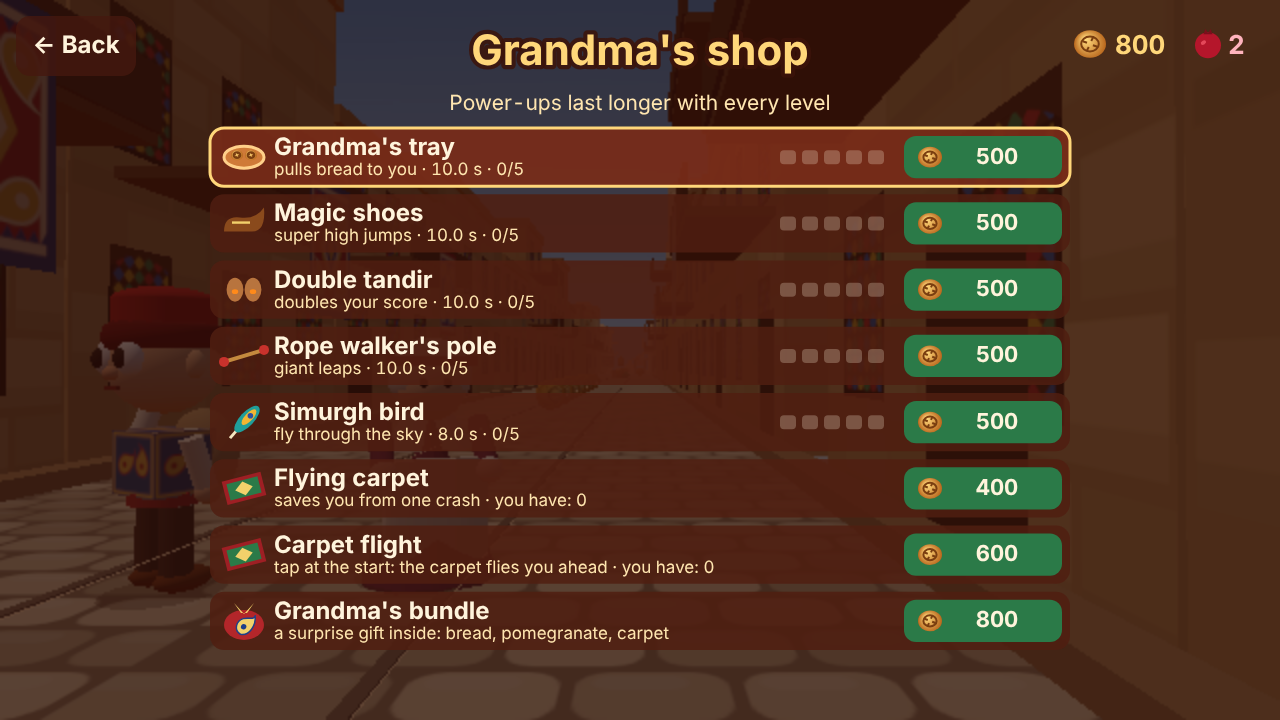 ← Back
Grandma's shop
800
2
Power-ups last longer with every level
Grandma's tray
pulls bread to you · 10.0 s · 0/5
500
Magic shoes
super high jumps · 10.0 s · 0/5
500
Double tandir
doubles your score · 10.0 s · 0/5
500
Rope walker's pole
giant leaps · 10.0 s · 0/5
500
Simurgh bird
fly through the sky · 8.0 s · 0/5
500
Flying carpet
saves you from one crash · you have: 0
400
Carpet flight
tap at the start: the carpet flies you ahead · you have: 0
600
Grandma's bundle
a surprise gift inside: bread, pomegranate, carpet
800